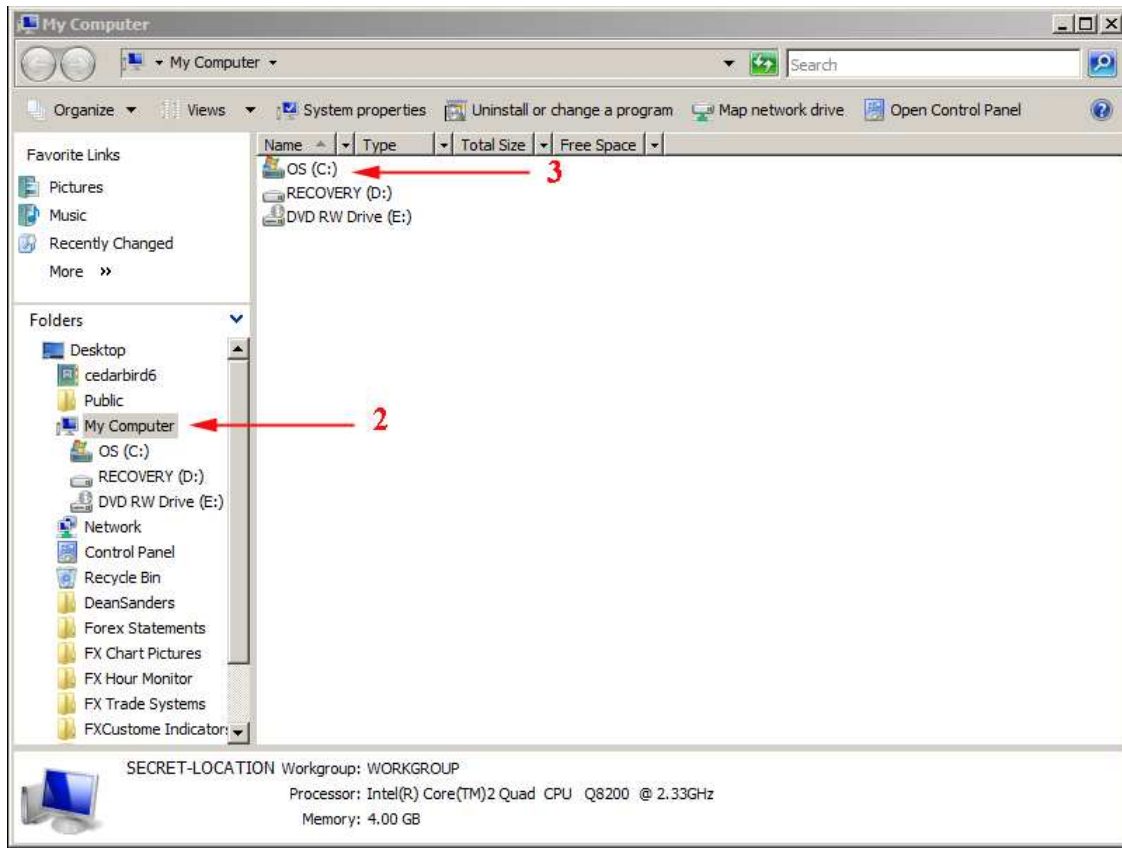 My Computer
My Computer
Search
Organize Views System properties Uninstall or change a program Map network drive Open Control Panel
Favorite Links
Pictures
Music
Recently Changed
More »
Folders
Desktop
cedarbird6
Public
My Computer
OS (C:)
RECOVERY (D:)
DVD RW Drive (E:)
Network
Control Panel
Recycle Bin
DeanSanders
Forex Statements
FX Chart Pictures
FX Hour Monitor
FX Trade Systems
FXCustome Indicators
Name Type Total Size Free Space
OS (C:) 3
RECOVERY (D:)
DVD RW Drive (E:)
2
SECRET-LOCATION Workgroup: WORKGROUP
Processor: Intel(R) Core(TM)2 Quad CPU Q8200 @ 2.33GHz
Memory: 4.00 GB